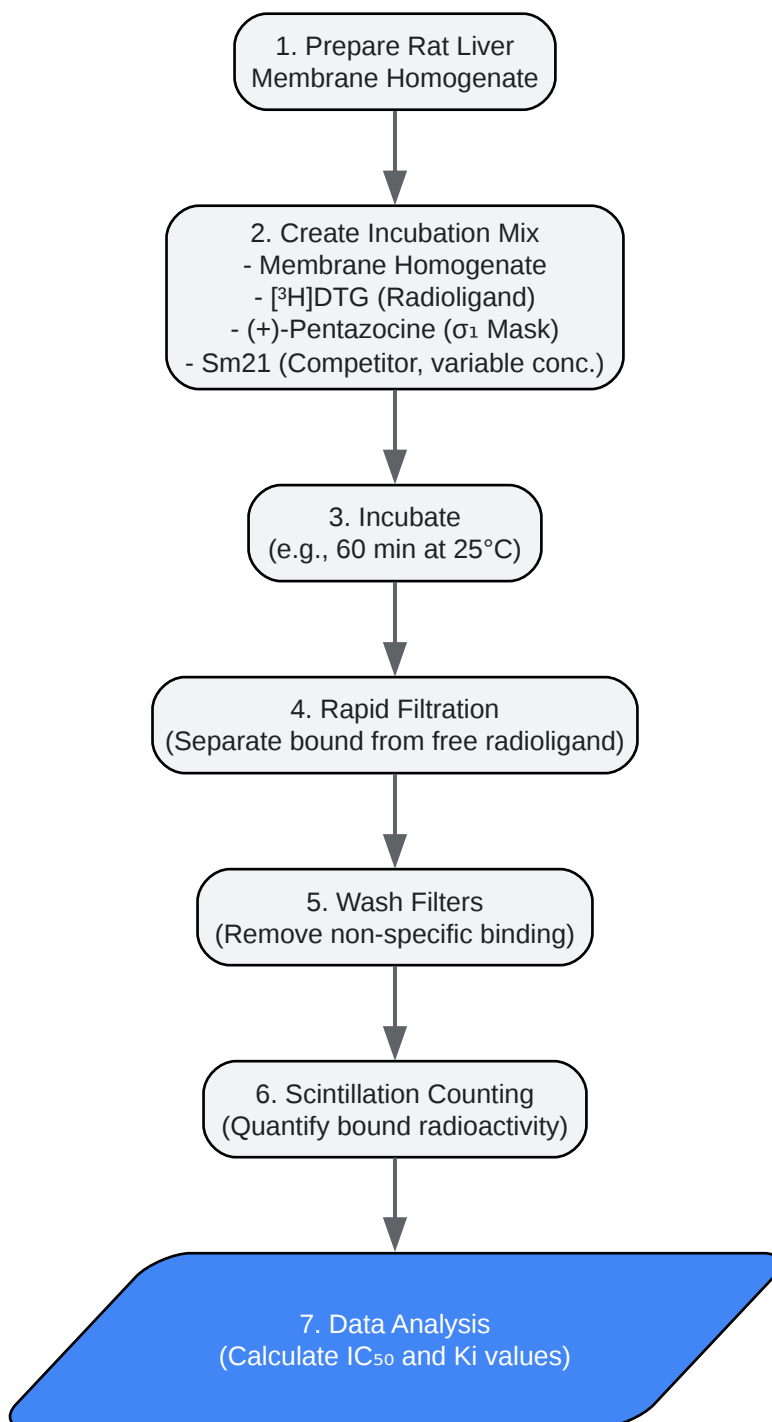 1. Prepare Rat Liver
Membrane Homogenate
2. Create Incubation Mix
- Membrane Homogenate
- [³H]DTG (Radioligand)
- (+)-Pentazocine (σ₁ Mask)
- Sm21 (Competitor, variable conc.)
3. Incubate
(e.g., 60 min at 25°C)
4. Rapid Filtration
(Separate bound from free radioligand)
5. Wash Filters
(Remove non-specific binding)
6. Scintillation Counting
(Quantify bound radioactivity)
7. Data Analysis
(Calculate IC₅₀ and Ki values)